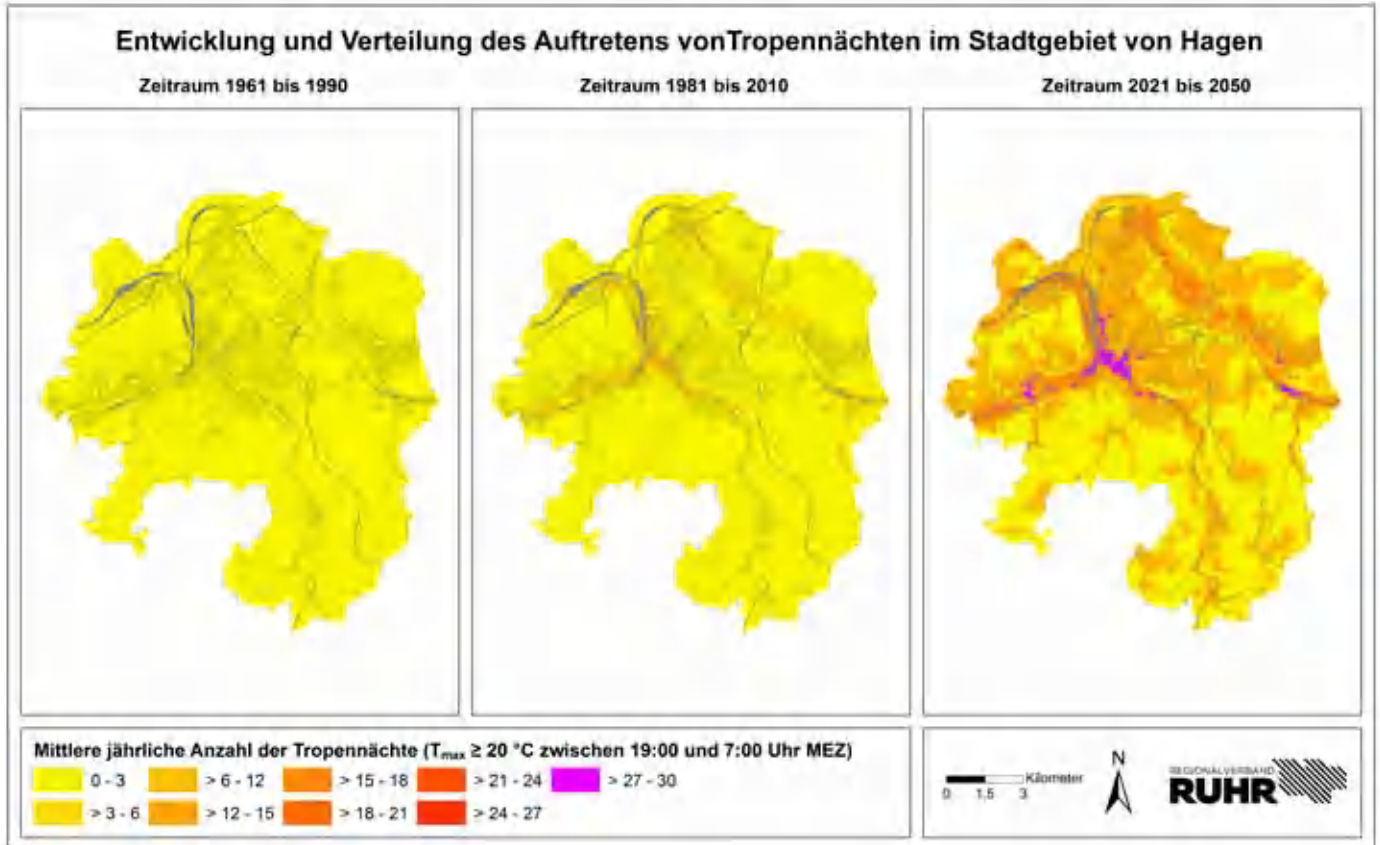 Entwicklung und Verteilung des Auftretens vonTropennächten im Stadtgebiet von Hagen
Zeitraum 1961 bis 1990
Zeitraum 1981 bis 2010
Zeitraum 2021 bis 2050
Mittlere jährliche Anzahl der Tropennächte (Tmax ≥ 20 °C zwischen 19:00 und 7:00 Uhr MEZ)
0 - 3
> 6 - 12
> 15 - 18
> 21 - 24
> 27 - 30
> 3 - 6
> 12 - 15
> 18 - 21
> 24 - 27
Kilometer
0 1,5 3
N
REGIONALVERBAND
RUHR